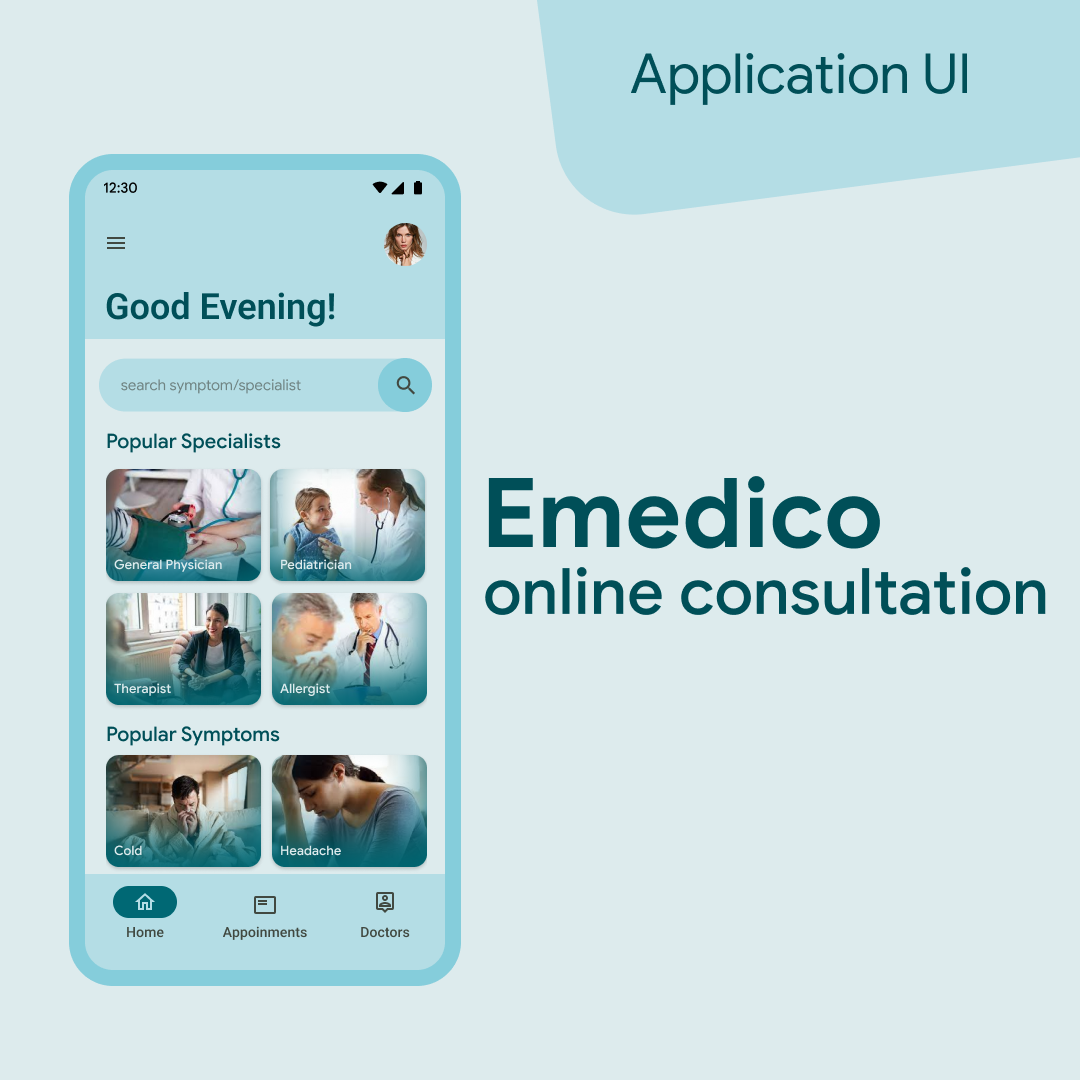 Application UI
12:30
Good Evening!
search symptom/specialist
Popular Specialists
General Physician
Pediatrician
Therapist
Allergist
Popular Symptoms
Cold
Headache
Home
Appoinments
Doctors
Emedico
online consultation